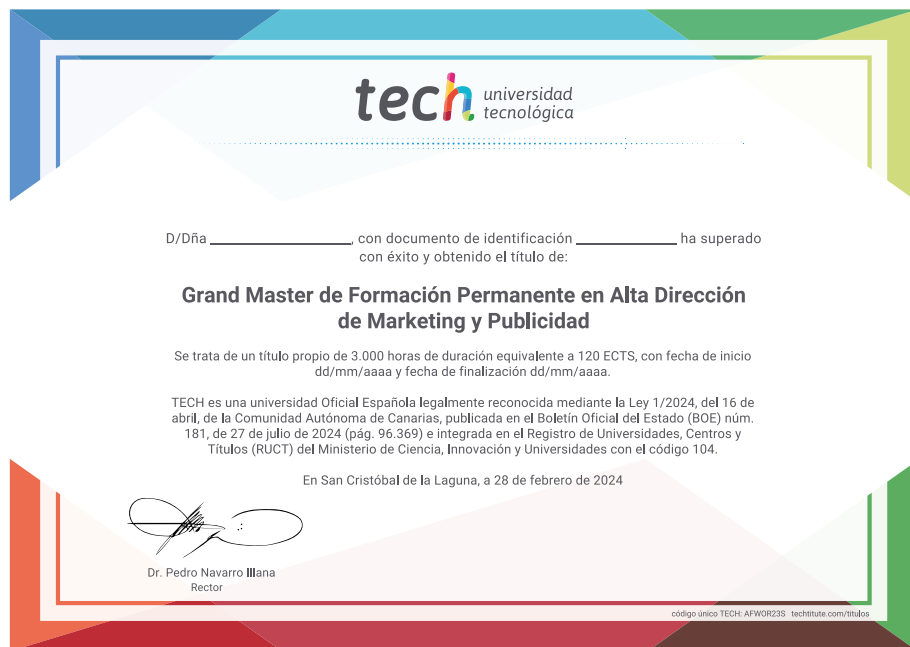 tech universidad
tecnológica
D/Dña ______________, con documento de identificación __________ ha superado
con éxito y obtenido el título de:
Grand Master de Formación Permanente en Alta Dirección
de Marketing y Publicidad
Se trata de un título propio de 3.000 horas de duración equivalente a 120 ECTS, con fecha de inicio
dd/mm/aaaa y fecha de finalización dd/mm/aaaa.
TECH es una universidad Oficial Española legalmente reconocida mediante la Ley 1/2024, del 16 de
abril, de la Comunidad Autónoma de Canarias, publicada en el Boletín Oficial del Estado (BOE) núm.
181, de 27 de julio de 2024 (pág. 96.369) e integrada en el Registro de Universidades, Centros y
Títulos (RUCT) del Ministerio de Ciencia, Innovación y Universidades con el código 104.
En San Cristóbal de la Laguna, a 28 de febrero de 2024
Dr. Pedro Navarro Illana
Rector
código único TECH: AFWOR23S techtitute.com/titulos